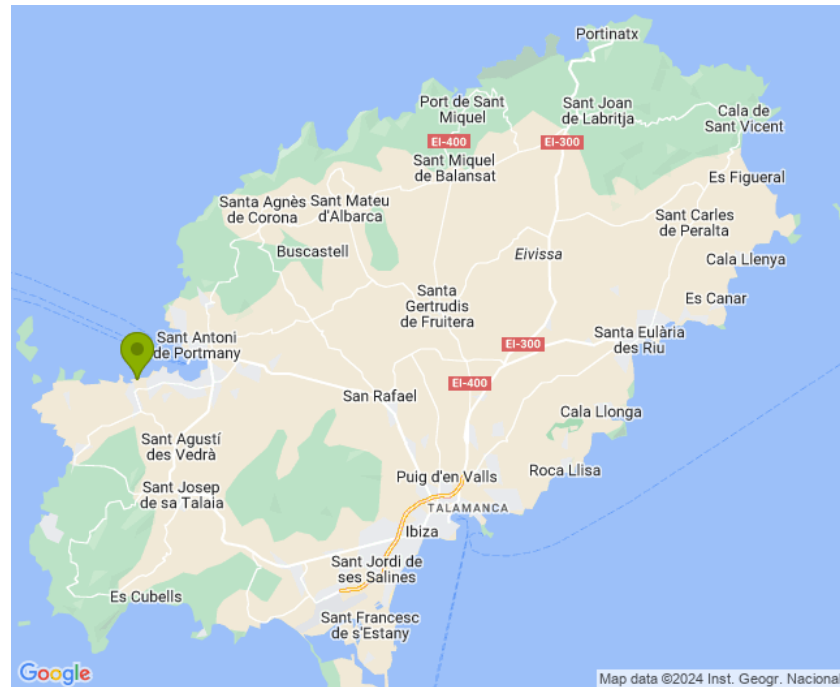 Portinatx
Port de Sant
Miquel
Sant Joan
de Labritja
Cala de
Sant Vicent
EI-400
EI-300
Sant Miquel
de Balansat
Es Figueral
Santa Agnès
de Corona
Sant Mateu
d'Albarca
Sant Carles
de Peralta
Buscastell
Eivissa
Cala Llenya
Santa
Gertrudis
de Fruitera
Es Canar
Sant Antoni
de Portmany
Santa Eulària
des Riu
EI-300
EI-400
San Rafael
Cala Llonga
Sant Agustí
des Vedrà
Roca Llisa
Puig d'en Valls
Sant Josep
de sa Talaia
TALAMANCA
Ibiza
Sant Jordi de
ses Salines
Es Cubells
Sant Francesc
de s'Estany
Google
Map data ©2024 Inst. Geogr. Nacional